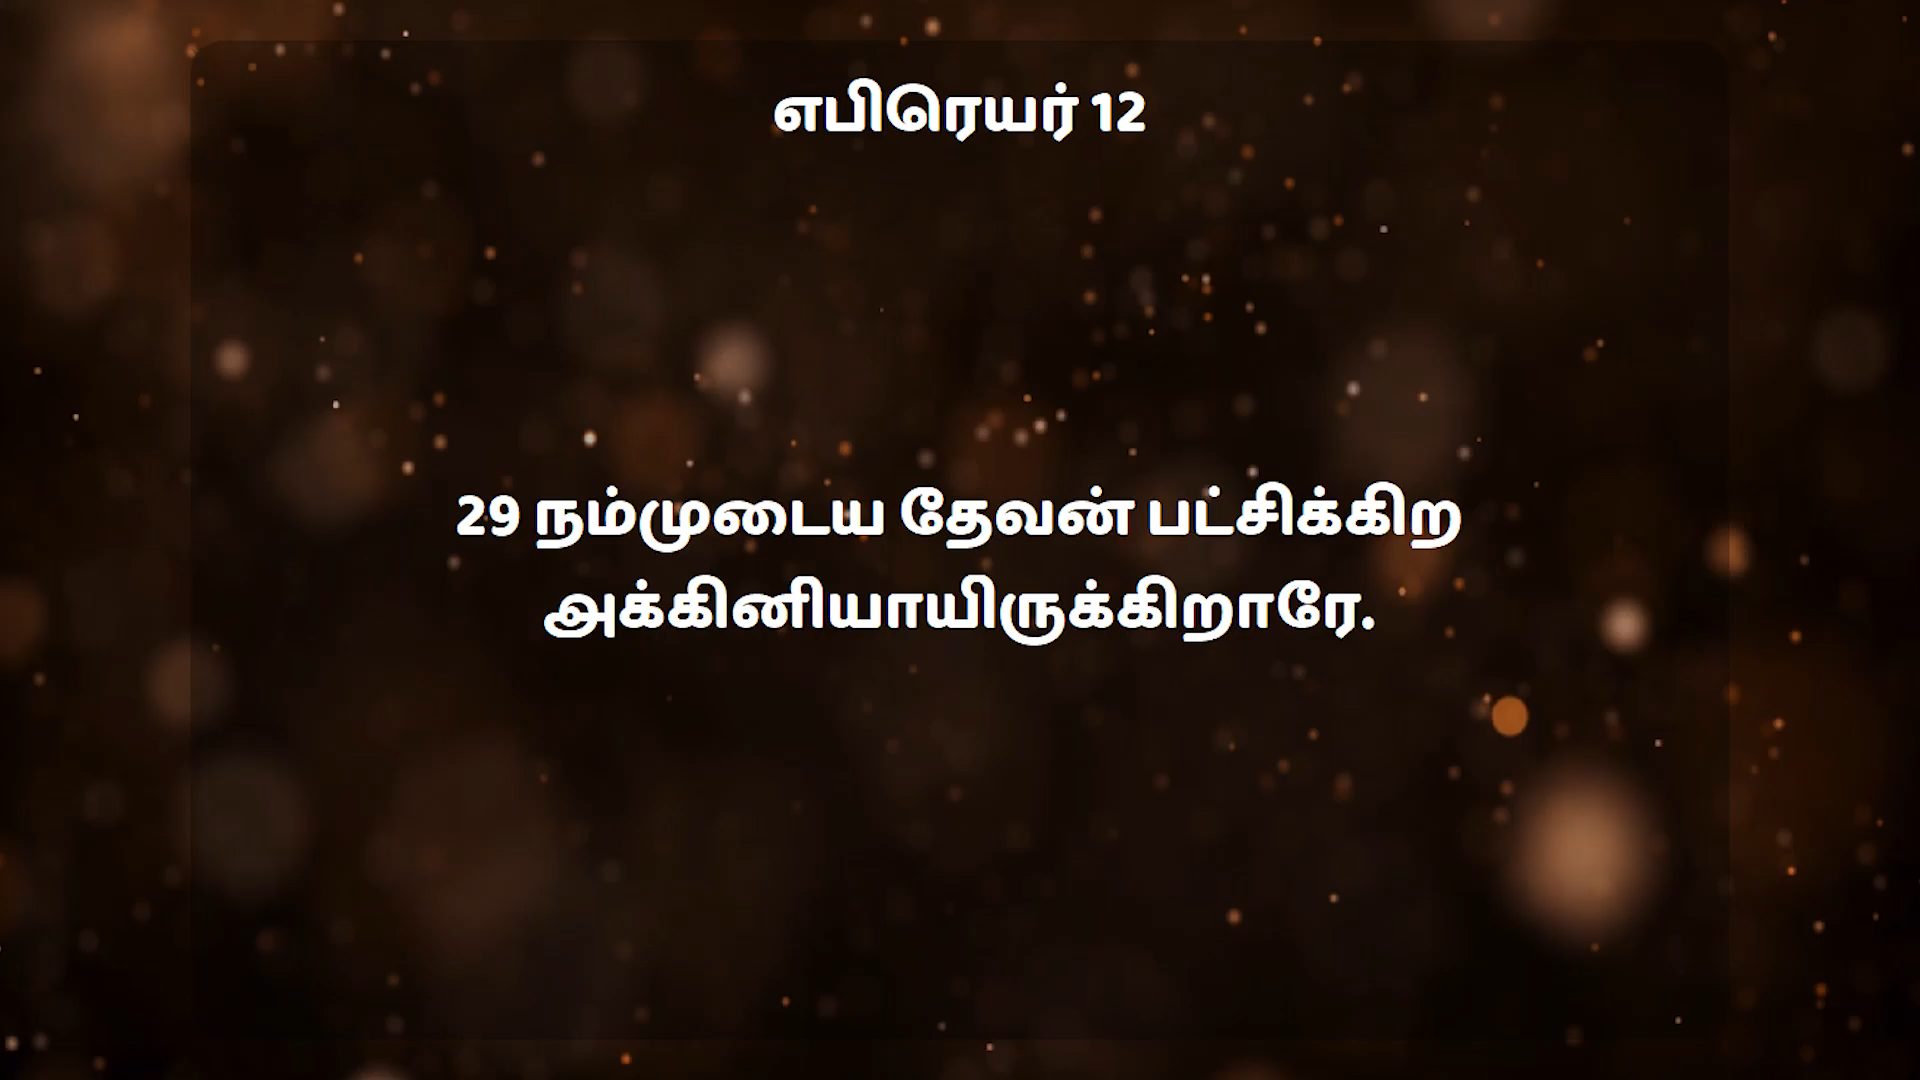 எபிரெயர் 12
29 நம்முடைய தேவன் பட்சிக்கிற
அக்கினியாயிருக்கிறாரே.